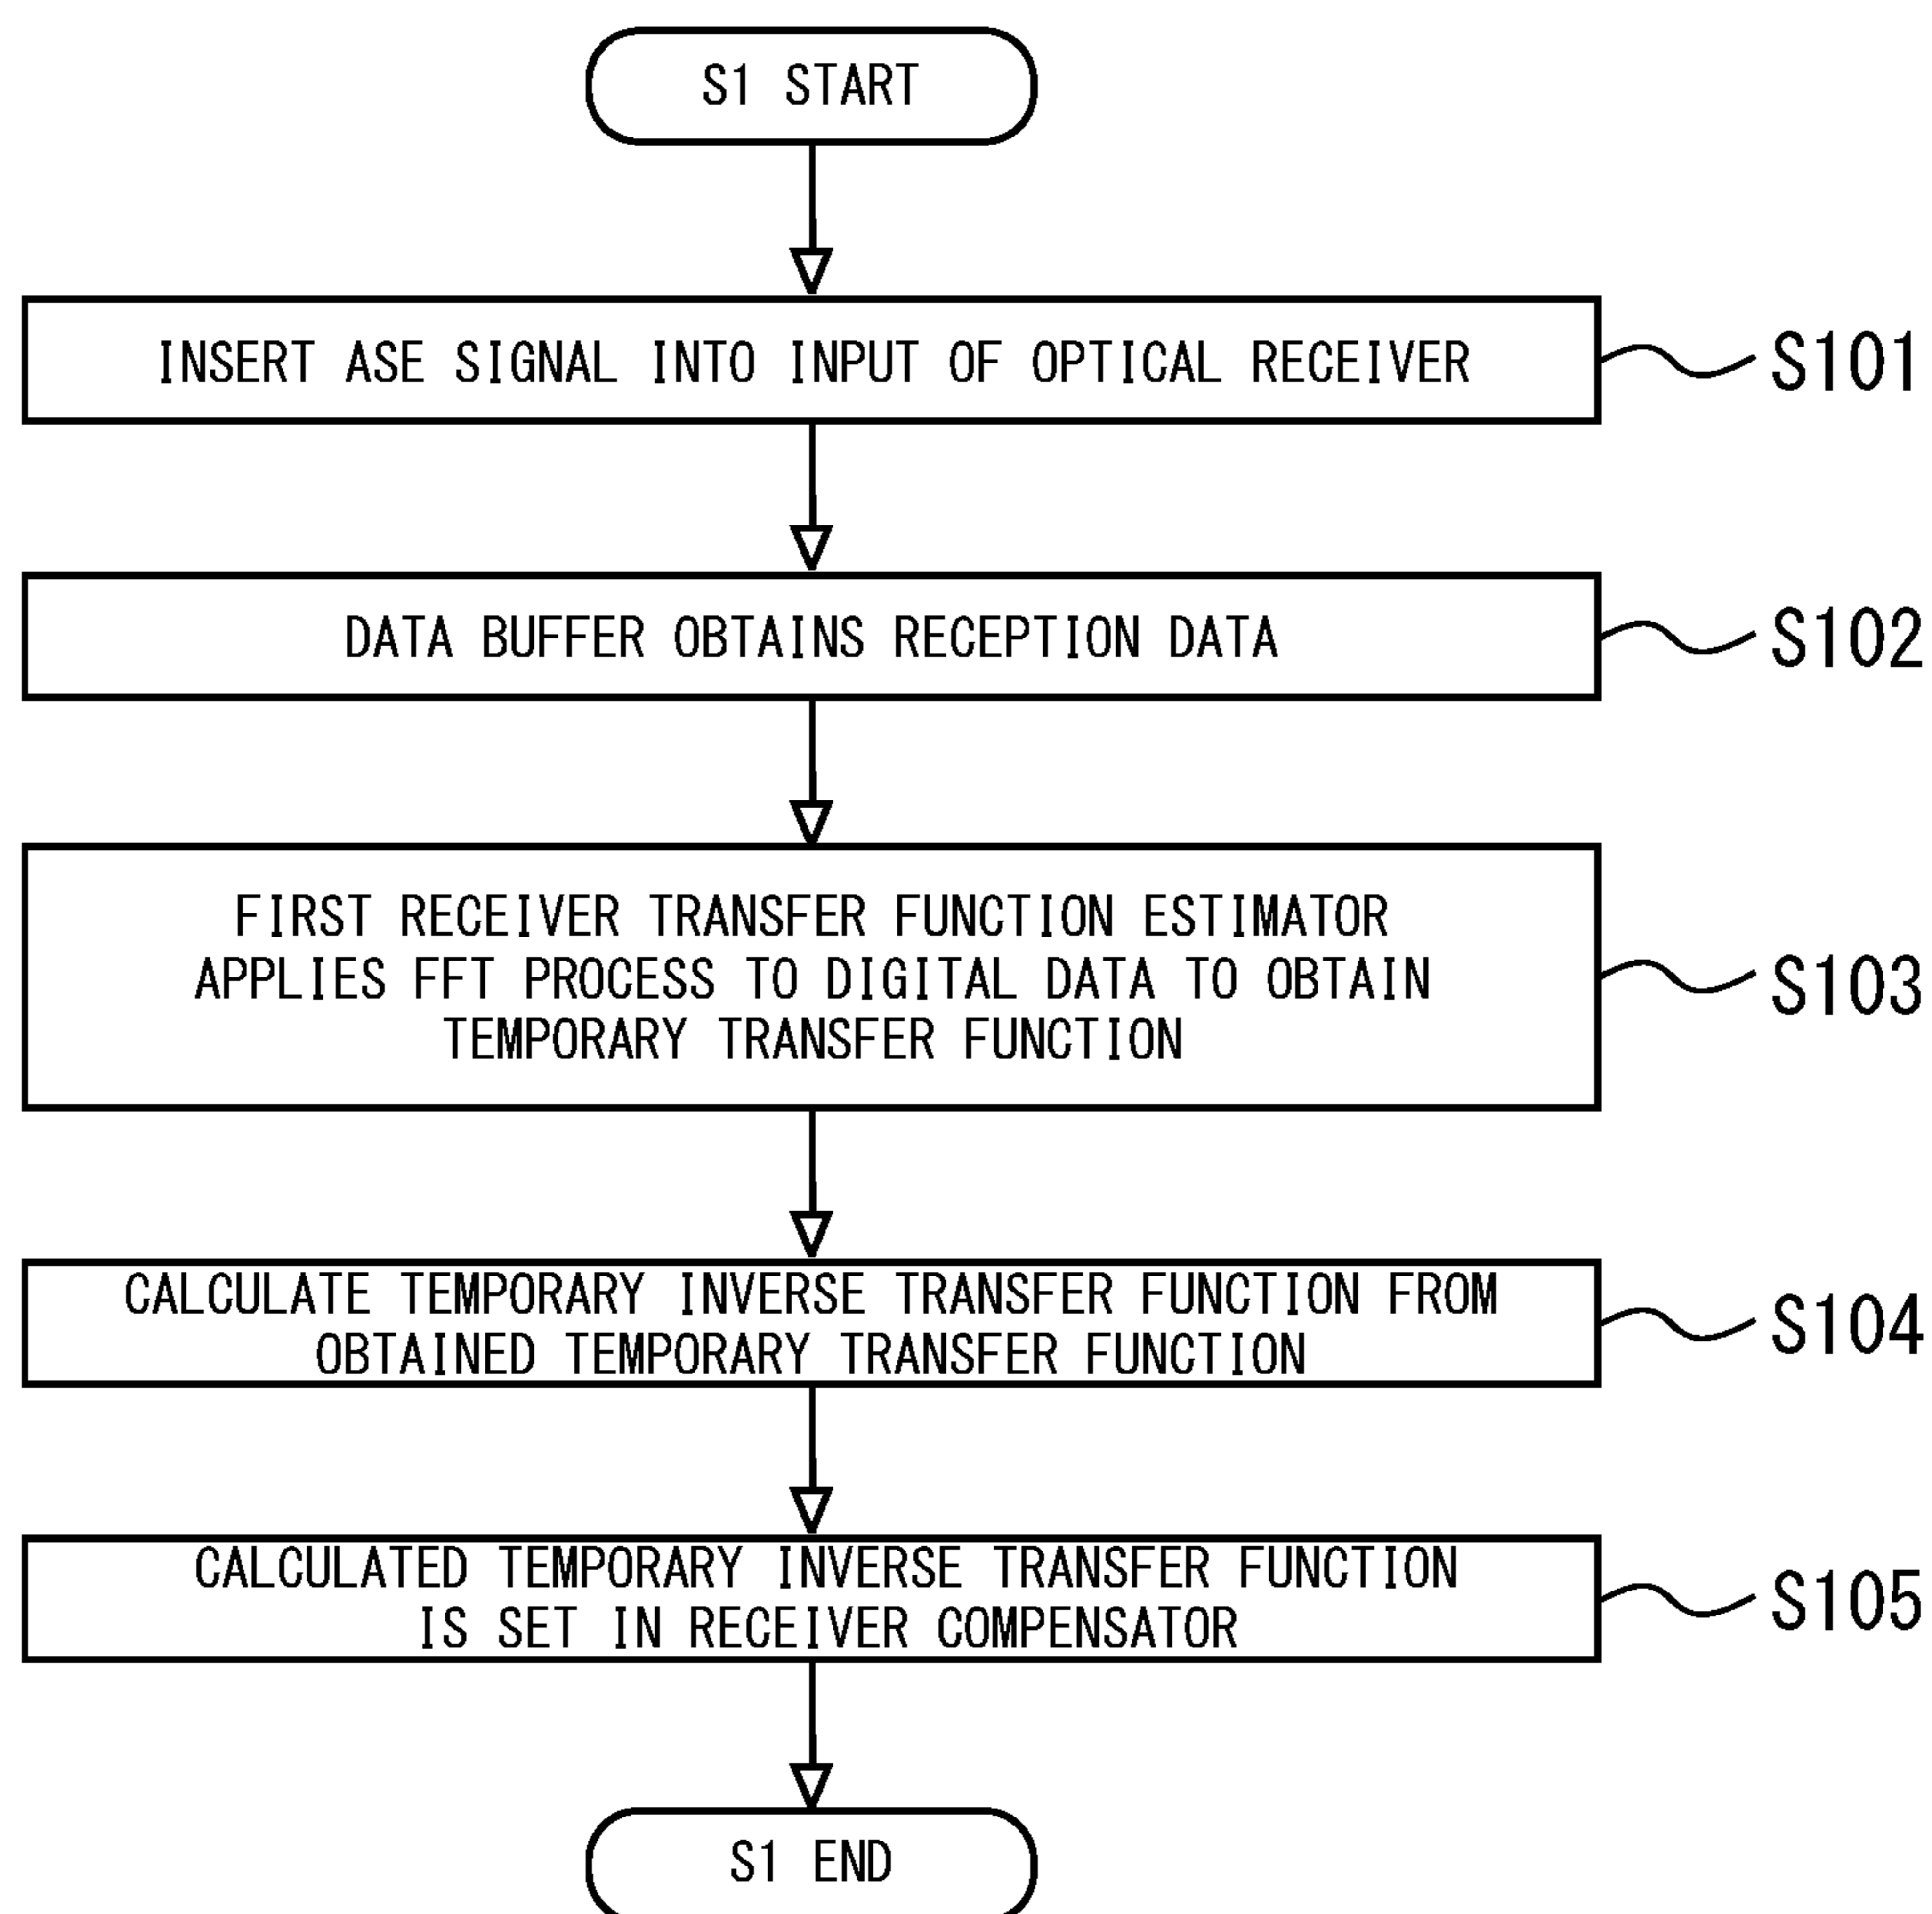 S1 START
INSERT ASE SIGNAL INTO INPUT OF OPTICAL RECEIVER
S101
DATA BUFFER OBTAINS RECEPTION DATA
S102
FIRST RECEIVER TRANSFER FUNCTION ESTIMATOR
APPLIES FFT PROCESS TO DIGITAL DATA TO OBTAIN
TEMPORARY TRANSFER FUNCTION
S103
CALCULATE TEMPORARY INVERSE TRANSFER FUNCTION FROM
OBTAINED TEMPORARY TRANSFER FUNCTION
S104
CALCULATED TEMPORARY INVERSE TRANSFER FUNCTION
IS SET IN RECEIVER COMPENSATOR
S105
S1 END